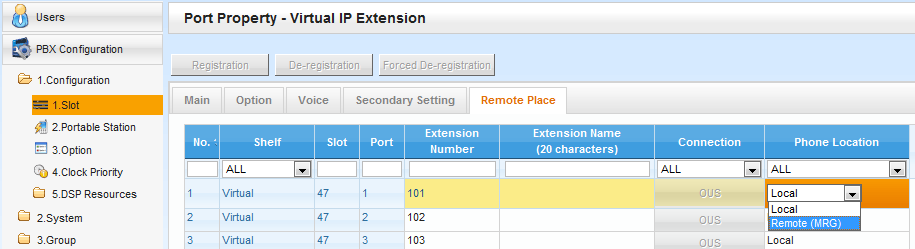 Users
PBX Configuration
1.Configuration
1.Slot
2.Portable Station
3.Option
4.Clock Priority
5.DSP Resources
2.System
3.Group
Port Property - Virtual IP Extension
Registration De-registration Forced De-registration
Main Option Voice Secondary Setting Remote Place
No. Shelf Slot Port Extension Number Extension Name (20 characters) Connection Phone Location
ALL ALL ALL
1 Virtual 47 1 101 OUS Local
Local
Remote (MRG)
2 Virtual 47 2 102 OUS
3 Virtual 47 3 103 OUS Local